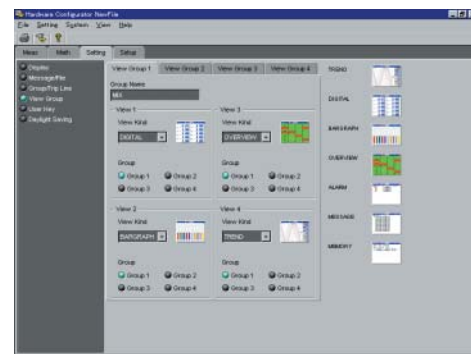 Hardware Configurator NewFile
File Setting System View Help
Meas Math Setting Setup
Display
Message/File
Group/Trip Line
View Group
User Key
Daylight Saving
View Group 1 View Group 2 View Group 3 View Group 4
Group Name
MIX
View 1
View Kind
DIGITAL
Group
Group 1 Group 2
Group 3 Group 4
View 3
View Kind
OVERVIEW
Group
Group 1 Group 2
Group 3 Group 4
View 2
View Kind
BARGRAPH
Group
Group 1 Group 2
Group 3 Group 4
View 4
View Kind
TREND
Group
Group 1 Group 2
Group 3 Group 4
TREND
DIGITAL
BARGRAPH
OVERVIEW
ALARM
MESSAGE
MEMORY